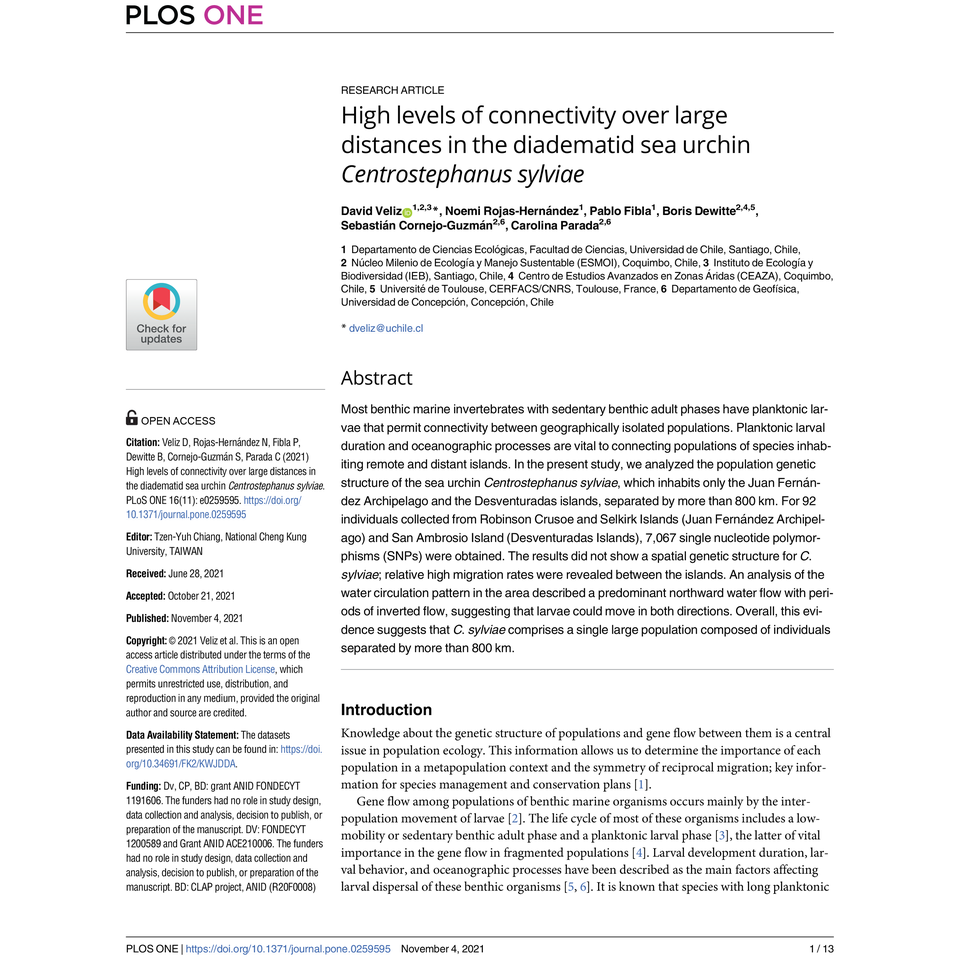 PLOS ONE
RESEARCH ARTICLE
High levels of connectivity over large
distances in the diadematid sea urchin
Centrostephanus sylviae
David Veliz1,2,3*, Noemi Rojas-Hernández1, Pablo Fibla1, Boris Dewitte2,4,5,
Sebastián Cornejo-Guzmán2,6, Carolina Parada2,6
1 Departamento de Ciencias Ecológicas, Facultad de Ciencias, Universidad de Chile, Santiago, Chile,
2 Núcleo Milenio de Ecología y Manejo Sustentable (ESMOI), Coquimbo, Chile, 3 Instituto de Ecología y
Biodiversidad (IEB), Santiago, Chile, 4 Centro de Estudios Avanzados en Zonas Áridas (CEAZA), Coquimbo,
Chile, 5 Université de Toulouse, CERFACS/CNRS, Toulouse, France, 6 Departamento de Geofísica,
Universidad de Concepción, Concepción, Chile
* dveliz@uchile.cl
Check for
updates
OPEN ACCESS
Citation: Veliz D, Rojas-Hernández N, Fibla P,
Dewitte B, Cornejo-Guzmán S, Parada C (2021)
High levels of connectivity over large distances in
the diadematid sea urchin Centrostephanus sylviae.
PLoS ONE 16(11): e0259595. https://doi.org/
10.1371/journal.pone.0259595
Editor: Tzen-Yuh Chiang, National Cheng Kung
University, TAIWAN
Received: June 28, 2021
Accepted: October 21, 2021
Published: November 4, 2021
Copyright: © 2021 Veliz et al. This is an open
access article distributed under the terms of the
Creative Commons Attribution License, which
permits unrestricted use, distribution, and
reproduction in any medium, provided the original
author and source are credited.
Data Availability Statement: The datasets
presented in this study can be found in: https://doi.
org/10.34691/FK2/KWJDDA.
Funding: Dv, CP, BD: grant ANID FONDECYT
1191606. The funders had no role in study design,
data collection and analysis, decision to publish, or
preparation of the manuscript. DV: FONDECYT
1200589 and Grant ANID ACE210006. The funders
had no role in study design, data collection and
analysis, decision to publish, or preparation of the
manuscript. BD: CLAP project, ANID (R20F0008)
Abstract
Most benthic marine invertebrates with sedentary benthic adult phases have planktonic lar-
vae that permit connectivity between geographically isolated populations. Planktonic larval
duration and oceanographic processes are vital to connecting populations of species inhab-
iting remote and distant islands. In the present study, we analyzed the population genetic
structure of the sea urchin Centrostephanus sylviae, which inhabits only the Juan Fernán-
dez Archipelago and the Desventuradas islands, separated by more than 800 km. For 92
individuals collected from Robinson Crusoe and Selkirk Islands (Juan Fernández Archipel-
ago) and San Ambrosio Island (Desventuradas Islands), 7,067 single nucleotide polymor-
phisms (SNPs) were obtained. The results did not show a spatial genetic structure for C.
sylviae; relative high migration rates were revealed between the islands. An analysis of the
water circulation pattern in the area described a predominant northward water flow with peri-
ods of inverted flow, suggesting that larvae could move in both directions. Overall, this evi-
dence suggests that C. sylviae comprises a single large population composed of individuals
separated by more than 800 km.
Introduction
Knowledge about the genetic structure of populations and gene flow between them is a central
issue in population ecology. This information allows us to determine the importance of each
population in a metapopulation context and the symmetry of reciprocal migration; key infor-
mation for species management and conservation plans [1].
Gene flow among populations of benthic marine organisms occurs mainly by the inter-
population movement of larvae [2]. The life cycle of most of these organisms includes a low-
mobility or sedentary benthic adult phase and a planktonic larval phase [3], the latter of vital
importance in the gene flow in fragmented populations [4]. Larval development duration, lar-
val behavior, and oceanographic processes have been described as the main factors affecting
larval dispersal of these benthic organisms [5, 6]. It is known that species with long planktonic
PLOS ONE | https://doi.org/10.1371/journal.pone.0259595 November 4, 2021
1 / 13